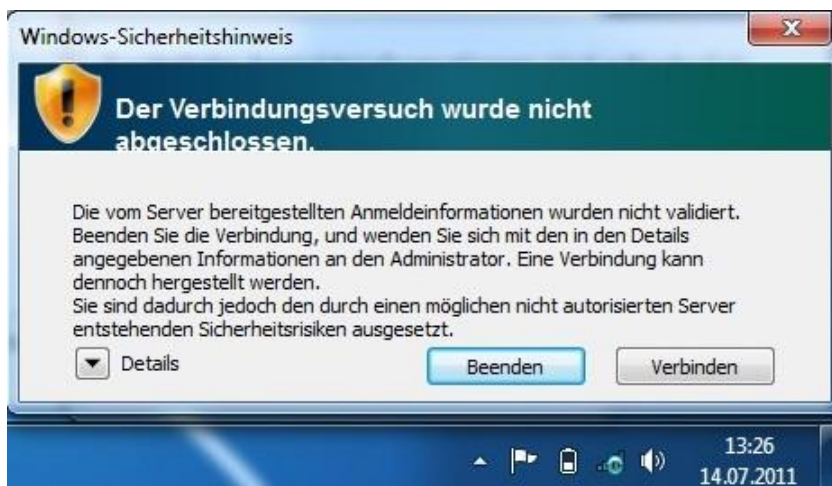 Windows-Sicherheitshinweis
Der Verbindungsversuch wurde nicht
abgeschlossen.
Die vom Server bereitgestellten Anmeldeinformationen wurden nicht validiert.
Beenden Sie die Verbindung, und wenden Sie sich mit den in den Details
angegebenen Informationen an den Administrator. Eine Verbindung kann
dennoch hergestellt werden.
Sie sind dadurch jedoch den durch einen möglichen nicht autorisierten Server
entstehenden Sicherheitsrisiken ausgesetzt.
Details
Beenden
Verbinden
13:26
14.07.2011